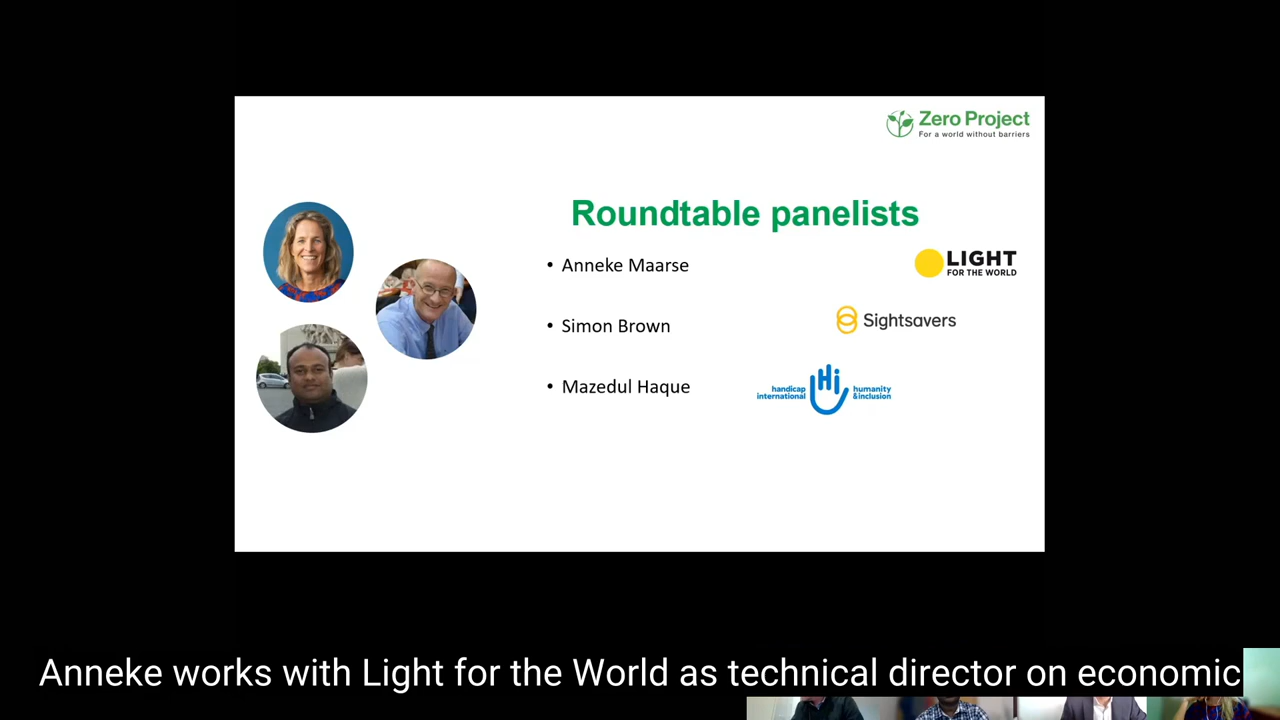 Zero Project
For a world without barriers
Roundtable panelists
• Anneke Maarse
LIGHT
FOR THE WORLD
• Simon Brown
Sightsavers
• Mazedul Haque
handicap
international
Hi
humanity
&inclusion
Anneke works with Light for the World as technical director on economic